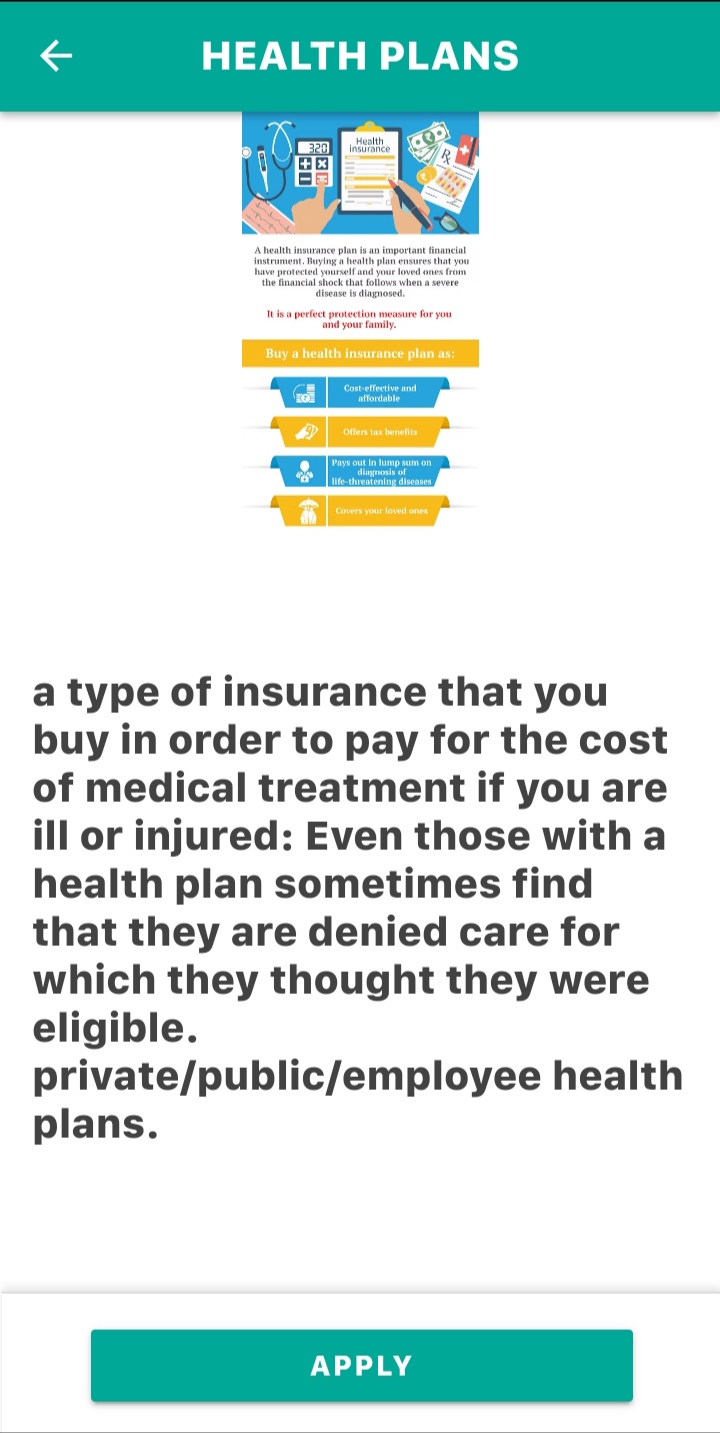 HEALTH PLANS
320
Health
insurance
A health insurance plan is an important financial
instrument. Buying a health plan ensures that you
have protected yourself and your loved ones from
the financial shock that follows when a severe
disease is diagnosed.
It is a perfect protection measure for you
and your family.
Buy a health insurance plan as:
Cost-effective and
affordable
Offers tax benefits
Pays out in lump sum on
diagnosis of
life-threatening diseases
Covers your loved ones
a type of insurance that you
buy in order to pay for the cost
of medical treatment if you are
ill or injured: Even those with a
health plan sometimes find
that they are denied care for
which they thought they were
eligible.
private/public/employee health
plans.
APPLY